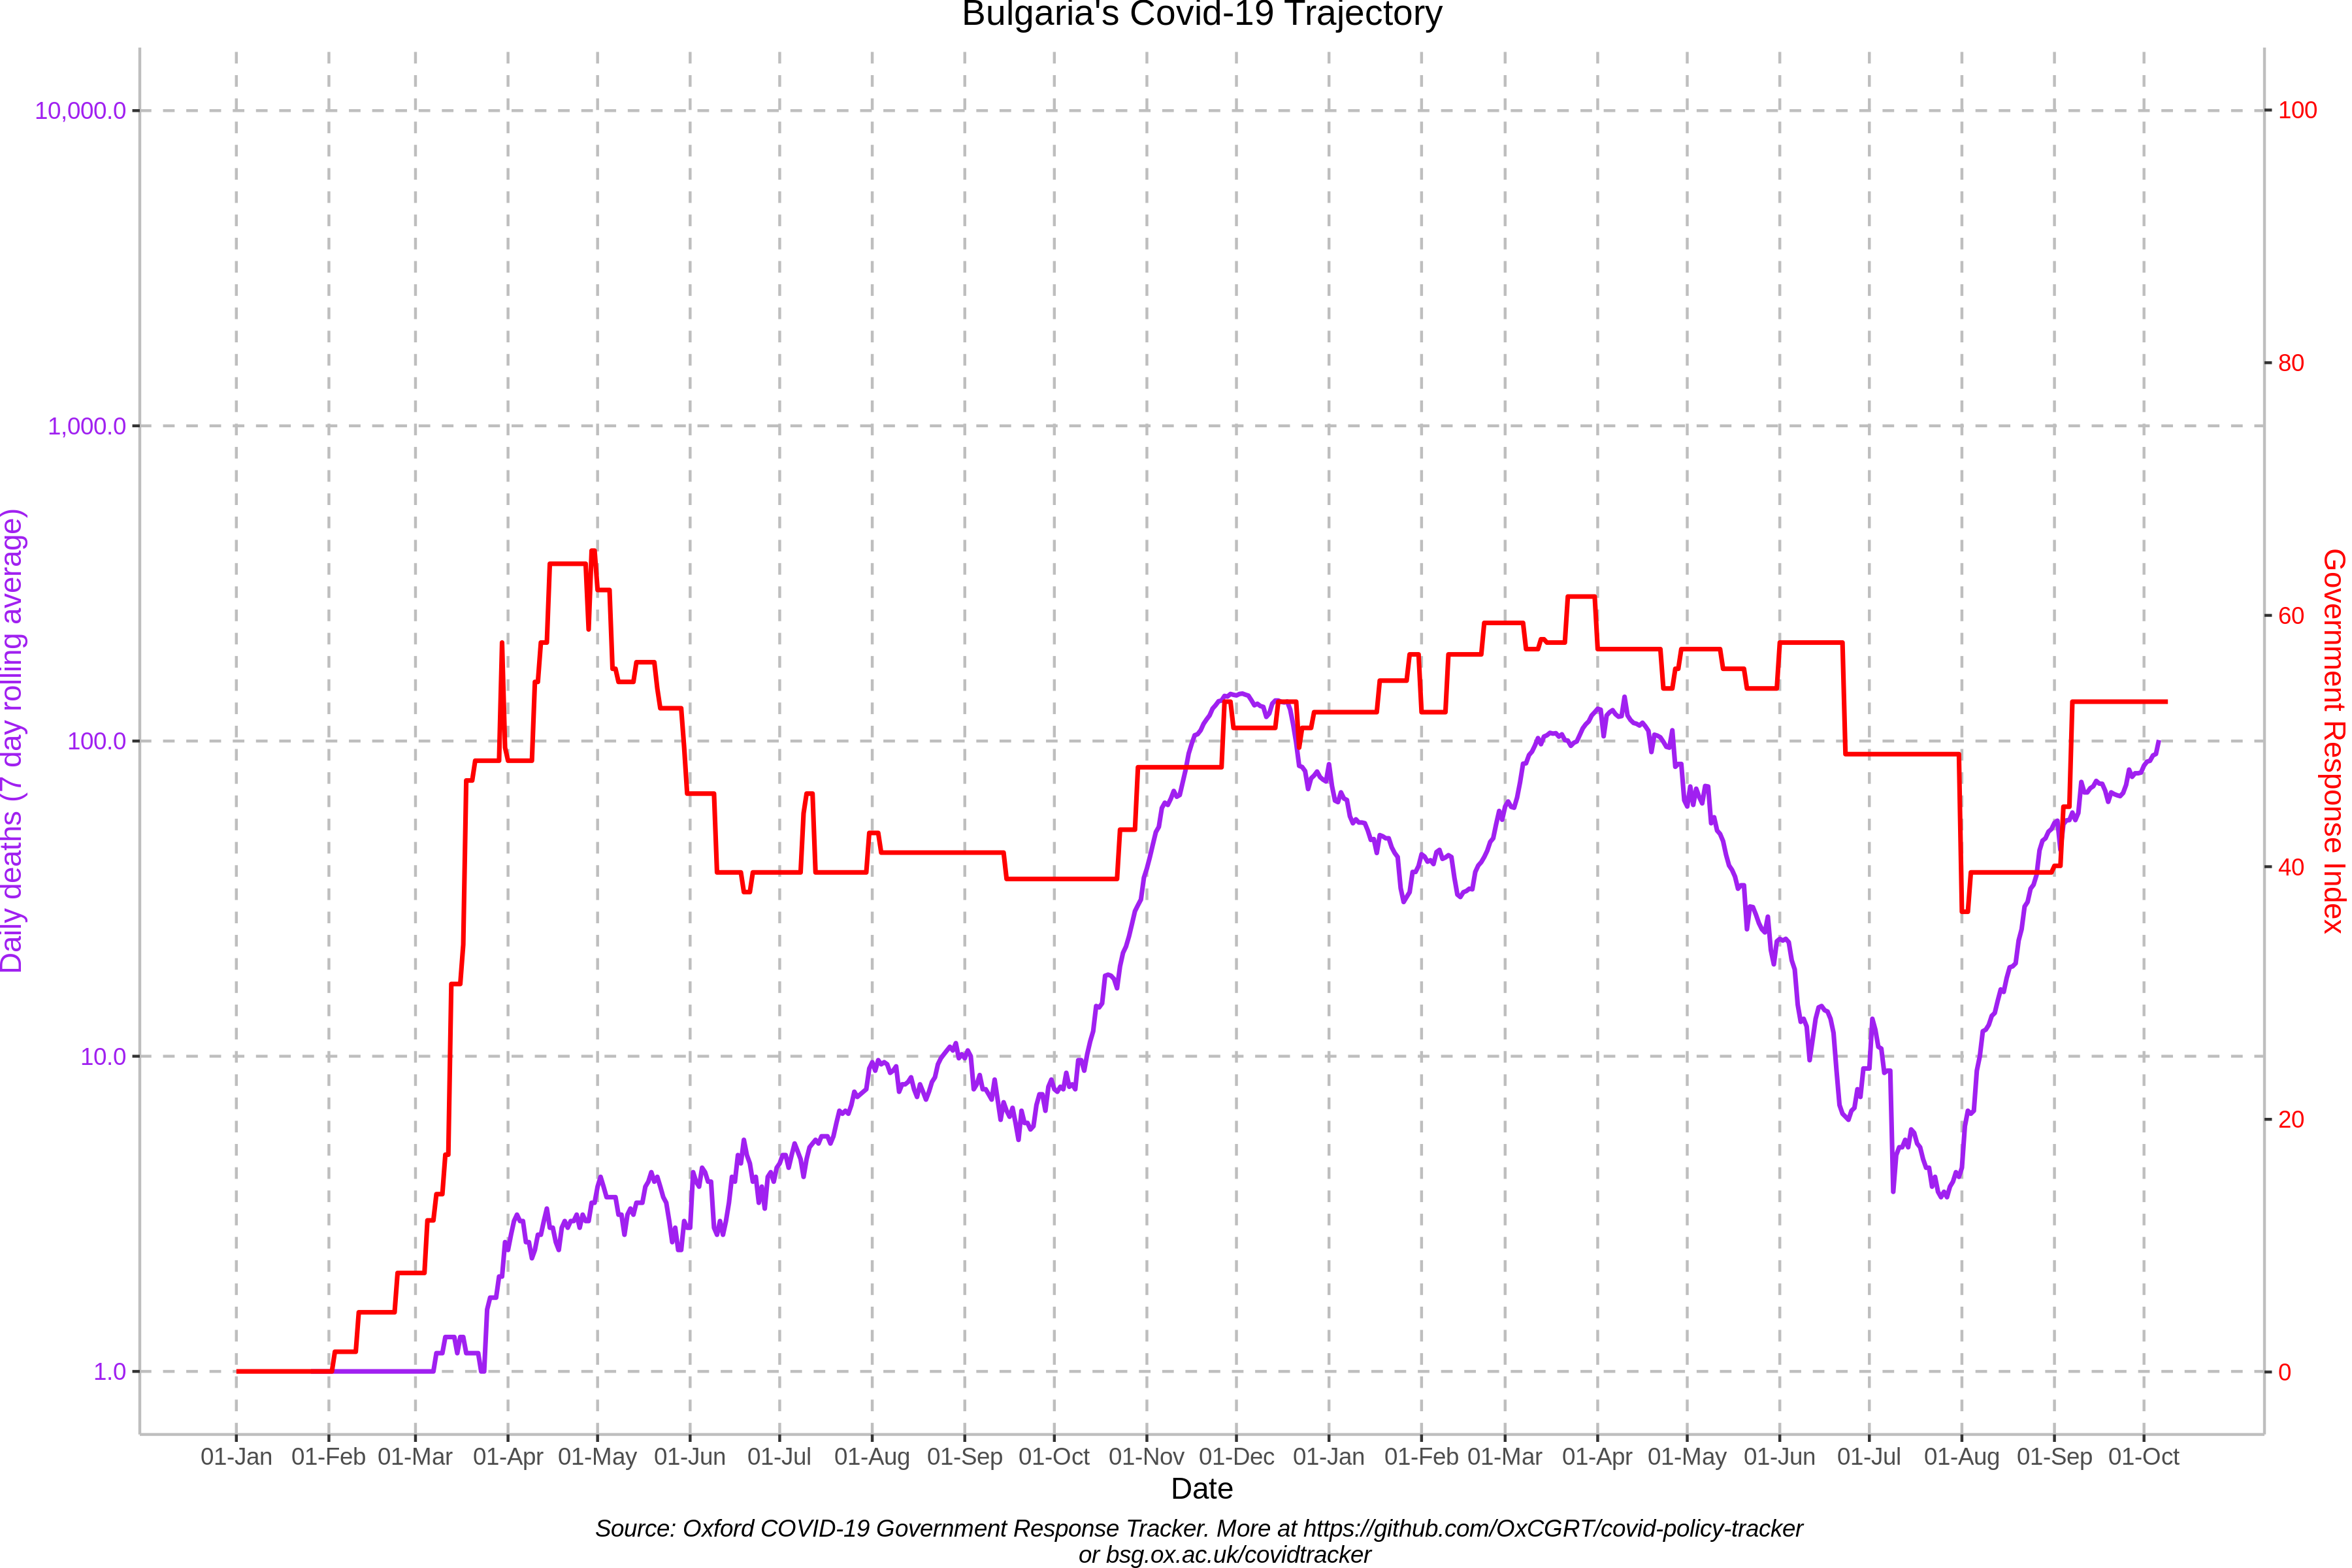 Bulgaria's Covid-19 Trajectory
10,000.0
1,000.0
100.0
10.0
1.0
Daily deaths (7 day rolling average)
100
80
60
40
20
0
Government Response Index
01-Jan 01-Feb 01-Mar 01-Apr 01-May 01-Jun 01-Jul 01-Aug 01-Sep 01-Oct 01-Nov 01-Dec 01-Jan 01-Feb 01-Mar 01-Apr 01-May 01-Jun 01-Jul 01-Aug 01-Sep 01-Oct
Date
Source: Oxford COVID-19 Government Response Tracker. More at https://github.com/OxCGRT/covid-policy-tracker
or bsg.ox.ac.uk/covidtracker